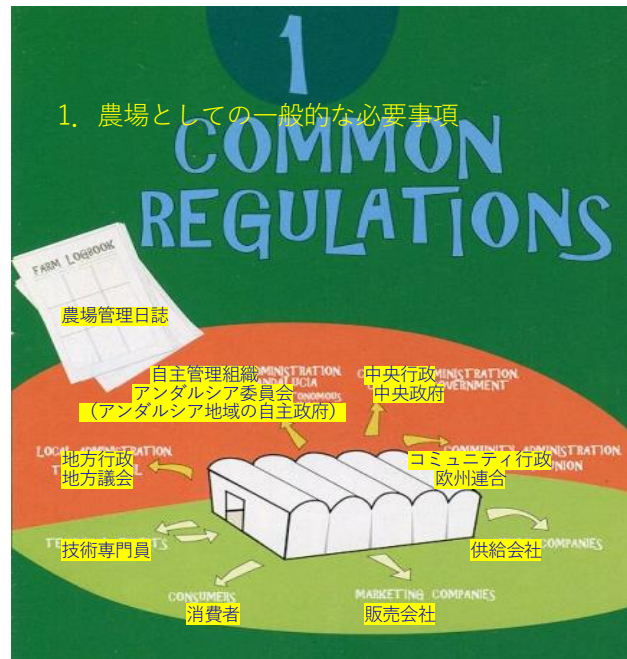 1
1. 農場としての一般的な必要事項
COMMON
REGULATIONS
FARM LOGBOOK
農場管理日誌
自主管理組織
アンダルシア委員会
（アンダルシア地域の自主政府）
中央行政
中央政府
地方行政
地方議会
コミュニティ行政
欧州連合
技術専門員
供給会社
COMPANIES
CONSUMERS
消費者
MARKETING COMPANIES
販売会社